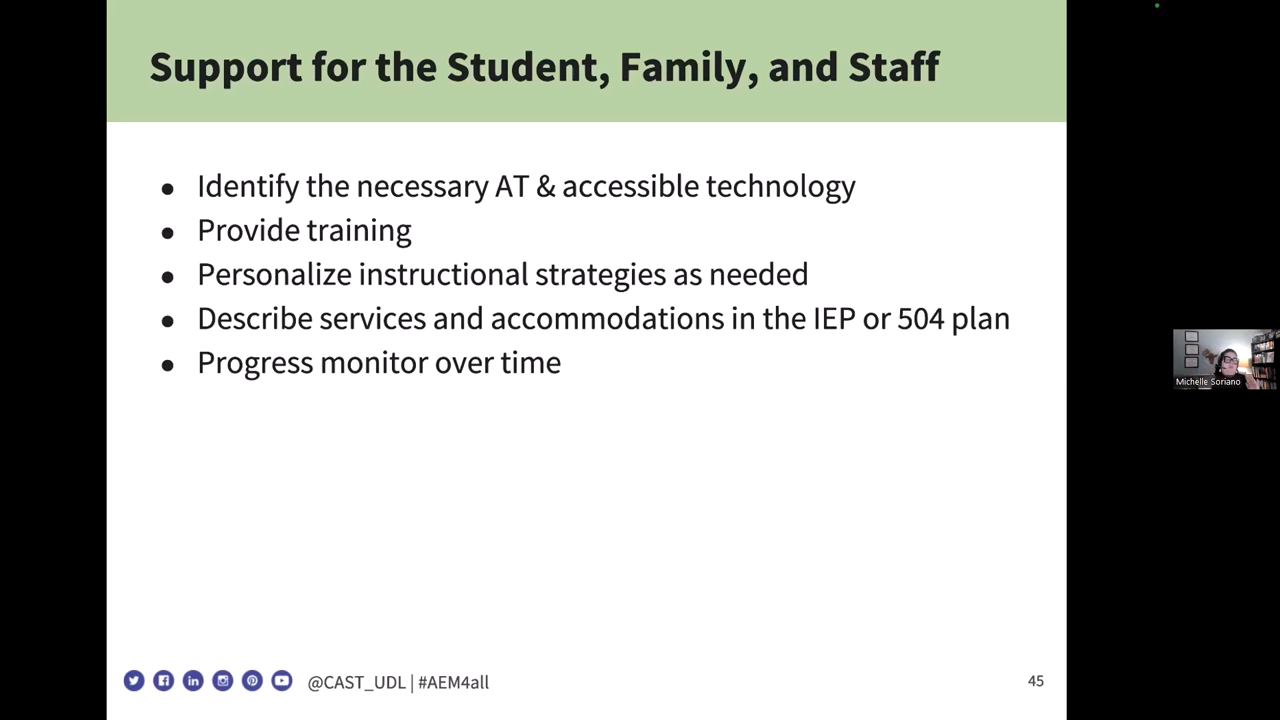 Support for the Student, Family, and Staff
● Identify the necessary AT & accessible technology
● Provide training
● Personalize instructional strategies as needed
● Describe services and accommodations in the IEP or 504 plan
● Progress monitor over time
Michelle Soriano
@CAST_UDL | #AEM4all
45